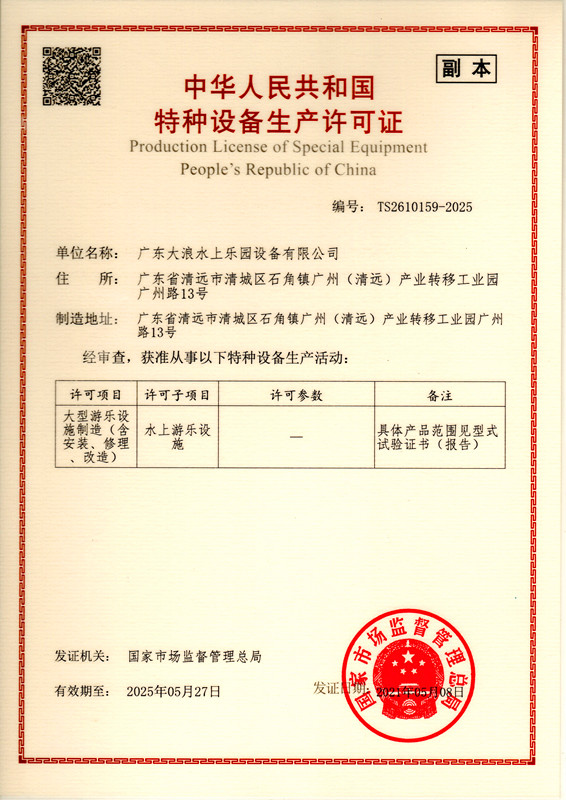 副 本
中华人民共和国
特种设备生产许可证
Production License of Special Equipment
People's Republic of China
编号： TS2610159-2025
单位名称： 广东大浪水上乐园设备有限公司
住 所： 广东省清远市清城区石角镇广州（清远）产业转移工业园
广州路13号
制造地址： 广东省清远市清城区石角镇广州（清远）产业转移工业园广州
路13号
经审查，获准从事以下特种设备生产活动：
许可项目 许可子项目 许可参数 备注
大型游乐设
施制造（含
安装、修理
、改造）
水上游乐设
施
—
具体产品范围见型式
试验证书（报告）
国家市场监督管理总局
发证机关： 国家市场监督管理总局
有效期至： 2025年05月27日
发证日期： 2021年05月08日